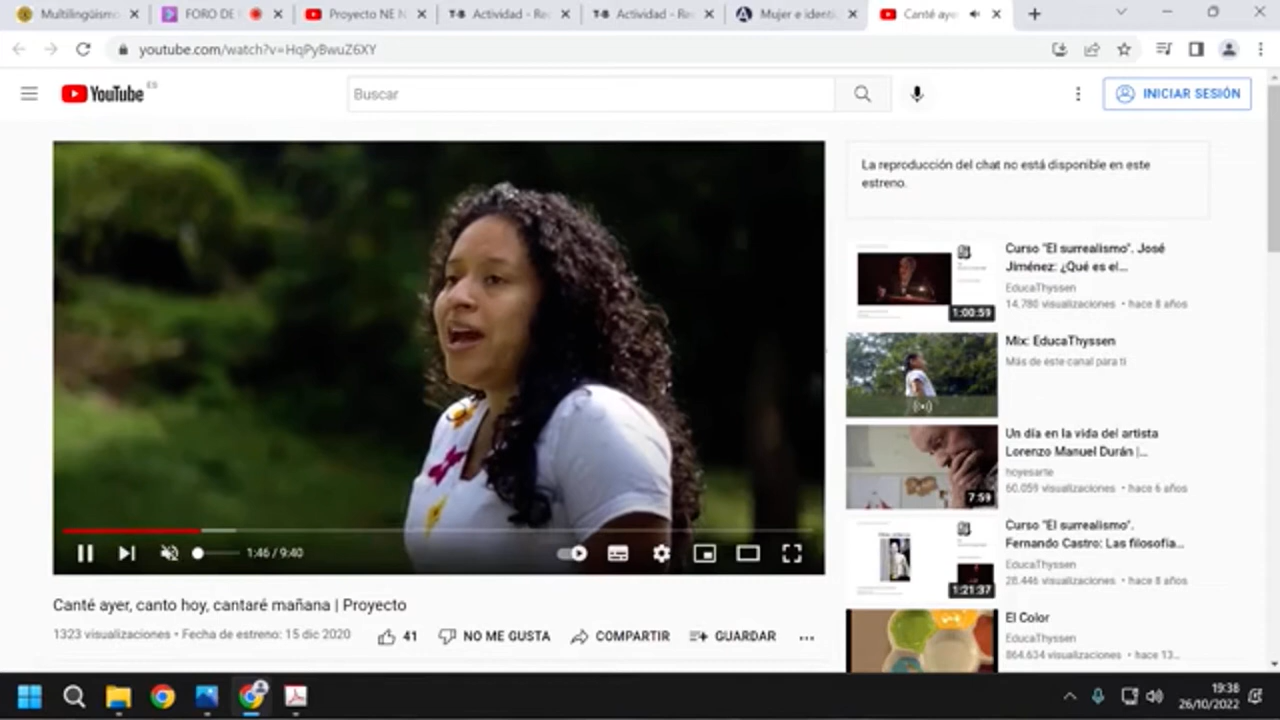 Multilingüismo
FORO DE
Proyecto NE N
T-B Actividad - Re
T-B Actividad - Re
Mujer e identi
Canté aye
youtube.com/watch?v=HqPyBwuZ6XY
YouTube ES
Buscar
INICIAR SESIÓN
La reproducción del chat no está disponible en este
estreno.
Curso "El surrealismo". José
Jiménez: ¿Qué es el...
EducaThyssen
14.780 visualizaciones • hace 8 años
1:00:59
Mix: EducaThyssen
Más de este canal para ti
Un día en la vida del artista
Lorenzo Manuel Durán |...
hoyesarte
60.059 visualizaciones • hace 6 años
7:59
Curso "El surrealismo".
Fernando Castro: Las filosofía...
EducaThyssen
28.446 visualizaciones • hace 8 años
1:21:37
El Color
EducaThyssen
864.634 visualizaciones • hace 13...
1:46 / 9:40
Canté ayer, canto hoy, cantaré mañana | Proyecto
1323 visualizaciones • Fecha de estreno: 15 dic 2020
41
NO ME GUSTA
COMPARTIR
GUARDAR
19:38
26/10/2022